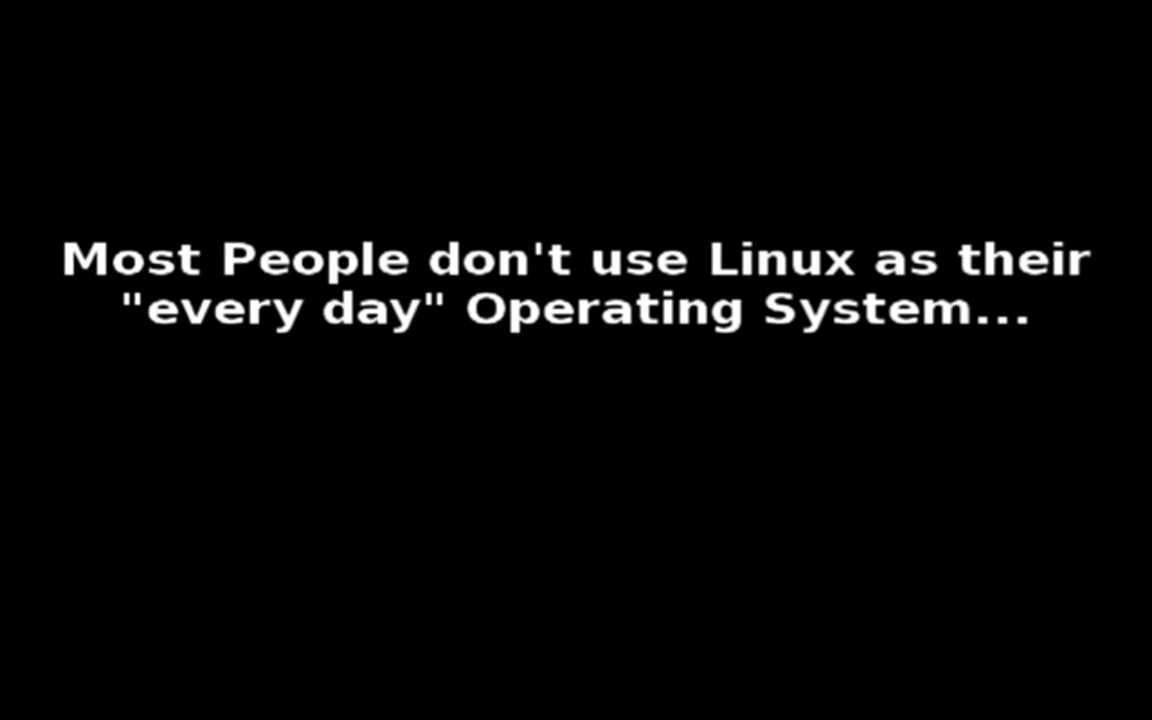 Most People don't use Linux as their
"every day" Operating System...